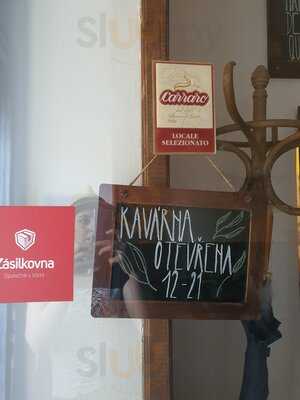 Carraro
LOCALE
SELEZIONATO
KAVÁRNA
OTEVŘENA
12-21
Zásilkovna